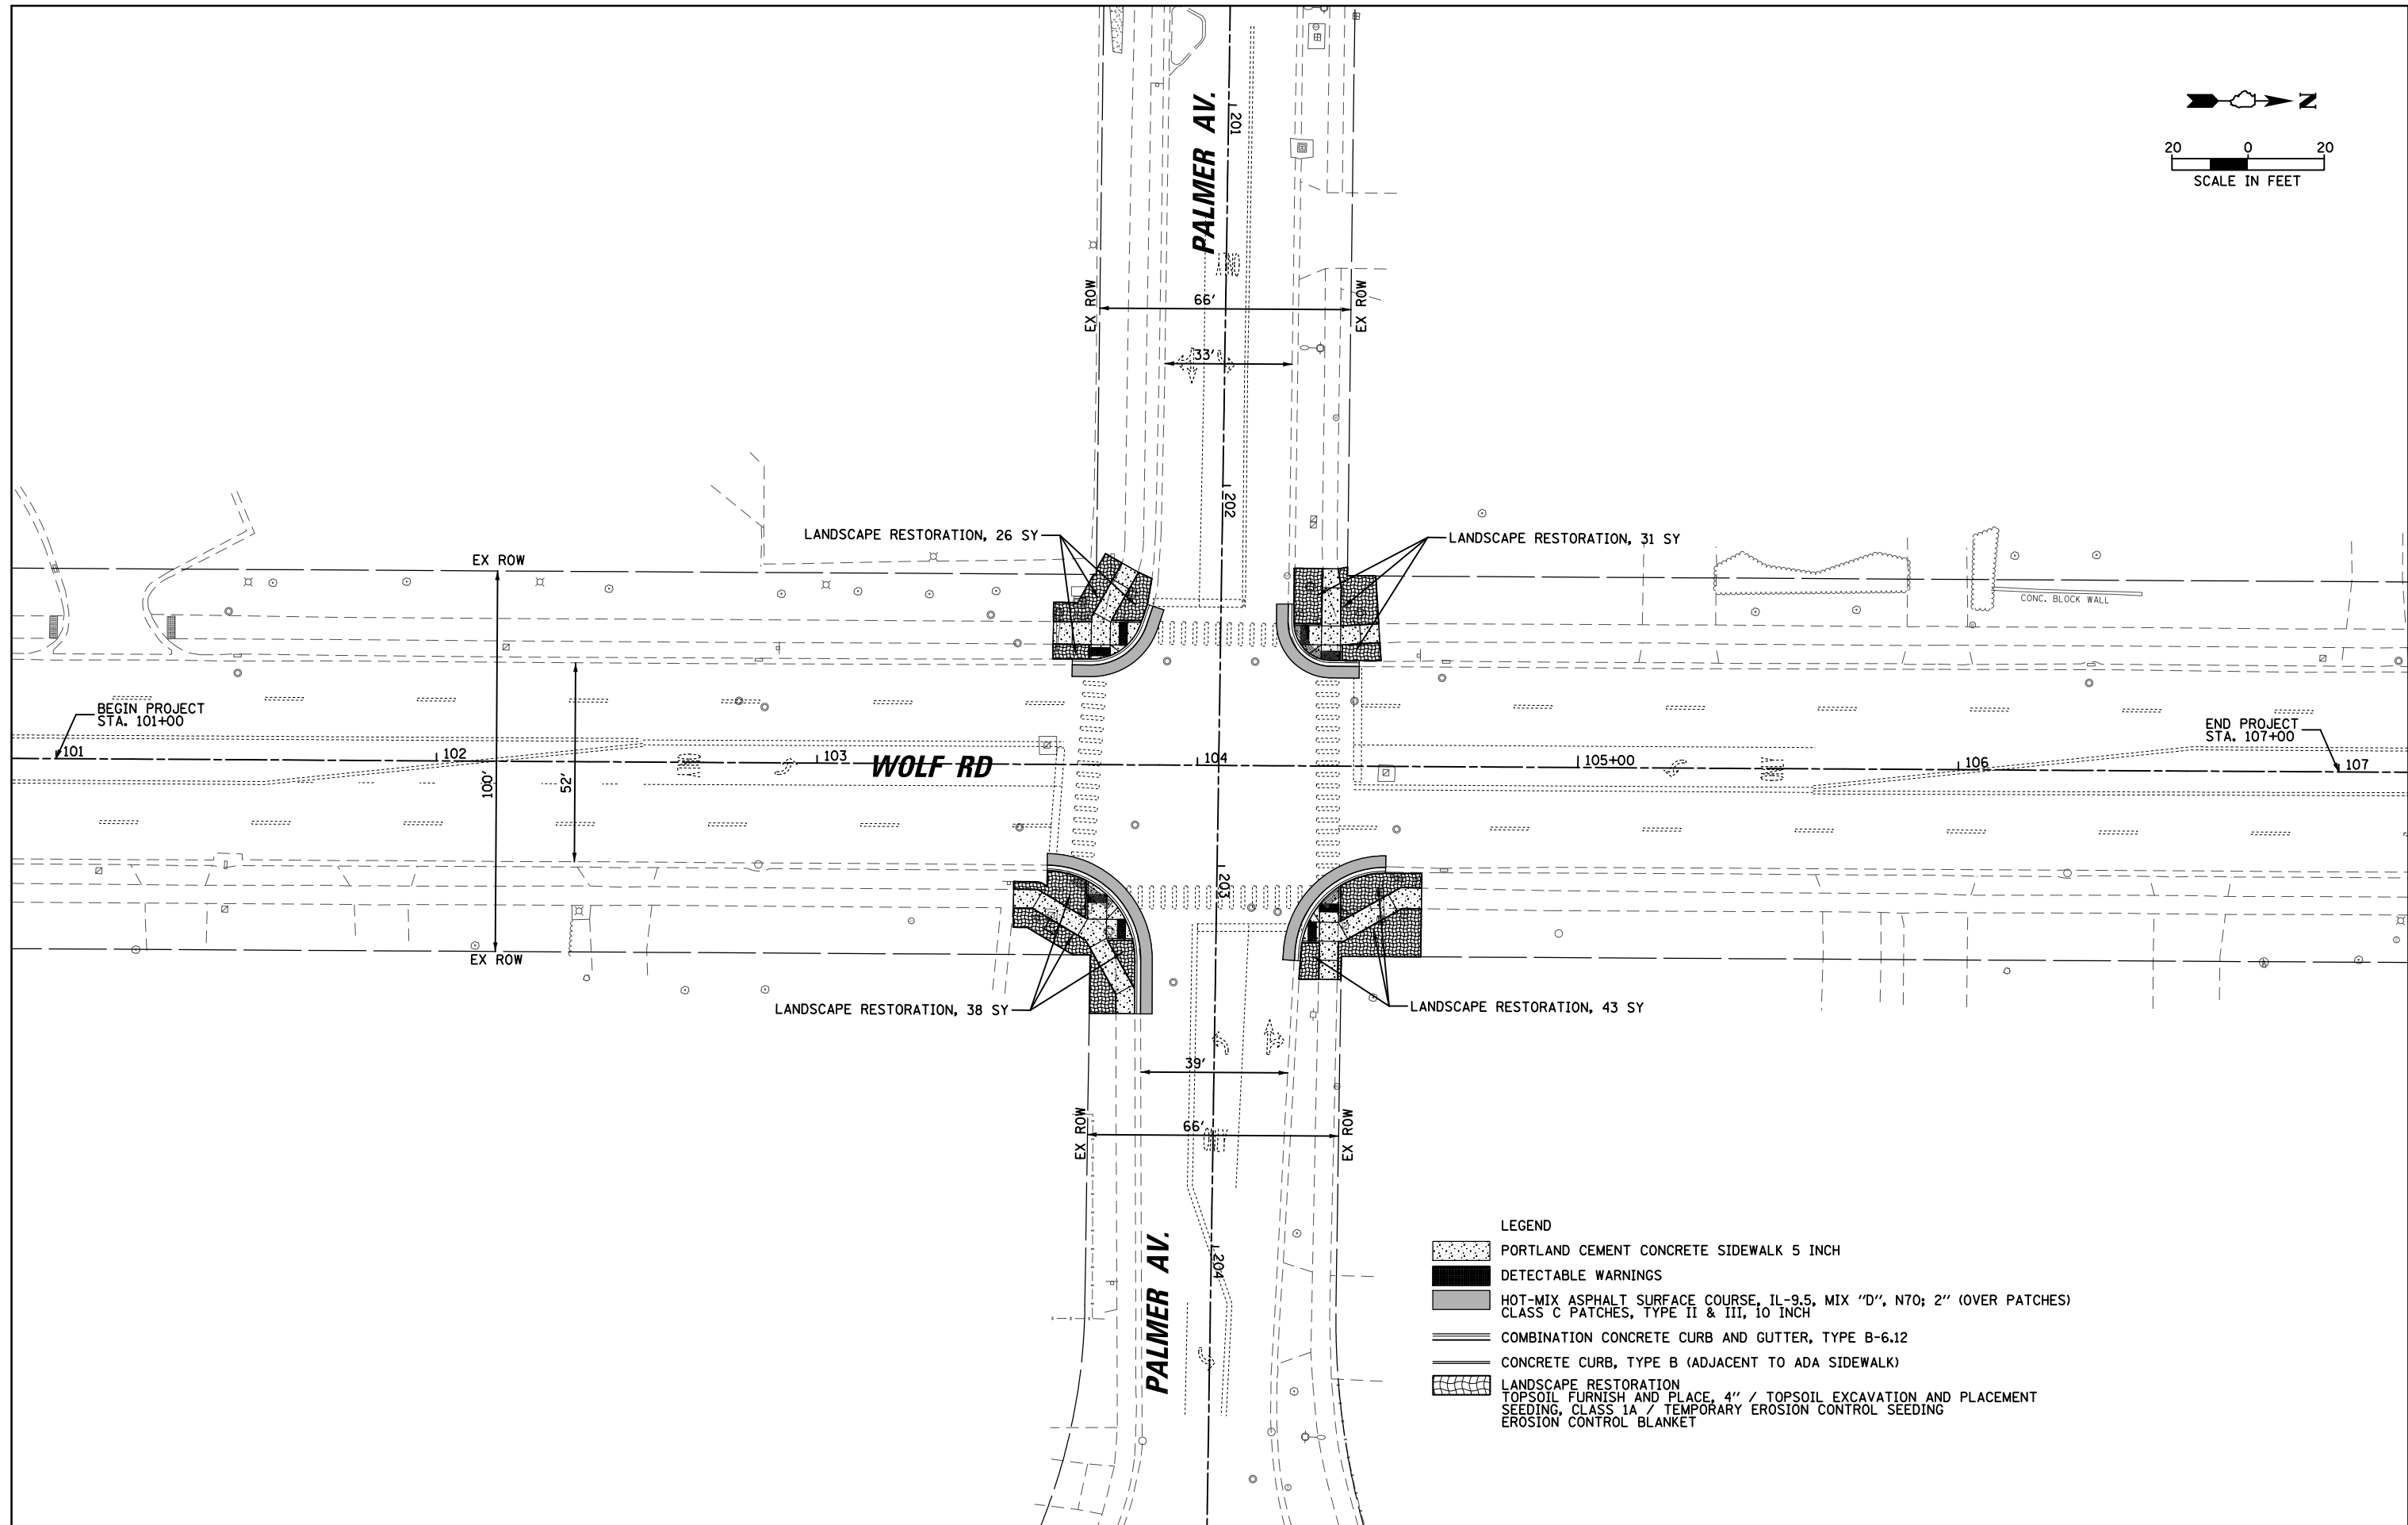 PALMER AV.
201
N
20 0 20
SCALE IN FEET
EX ROW
66'
EX ROW
33'
202
LANDSCAPE RESTORATION, 26 SY
LANDSCAPE RESTORATION, 31 SY
EX ROW
CONC. BLOCK WALL
BEGIN PROJECT
STA. 101+00
END PROJECT
STA. 107+00
101
102
103
WOLF RD
104
105+00
106
107
100'
52'
203
EX ROW
LANDSCAPE RESTORATION, 38 SY
LANDSCAPE RESTORATION, 43 SY
39'
EX ROW
66'
EX ROW
PALMER AV.
204
LEGEND
PORTLAND CEMENT CONCRETE SIDEWALK 5 INCH
DETECTABLE WARNINGS
HOT-MIX ASPHALT SURFACE COURSE, IL-9.5, MIX "D", N70; 2" (OVER PATCHES)
CLASS C PATCHES, TYPE II & III, 10 INCH
COMBINATION CONCRETE CURB AND GUTTER, TYPE B-6.12
CONCRETE CURB, TYPE B (ADJACENT TO ADA SIDEWALK)
LANDSCAPE RESTORATION
TOPSOIL FURNISH AND PLACE, 4" / TOPSOIL EXCAVATION AND PLACEMENT
SEEDING, CLASS 1A / TEMPORARY EROSION CONTROL SEEDING
EROSION CONTROL BLANKET